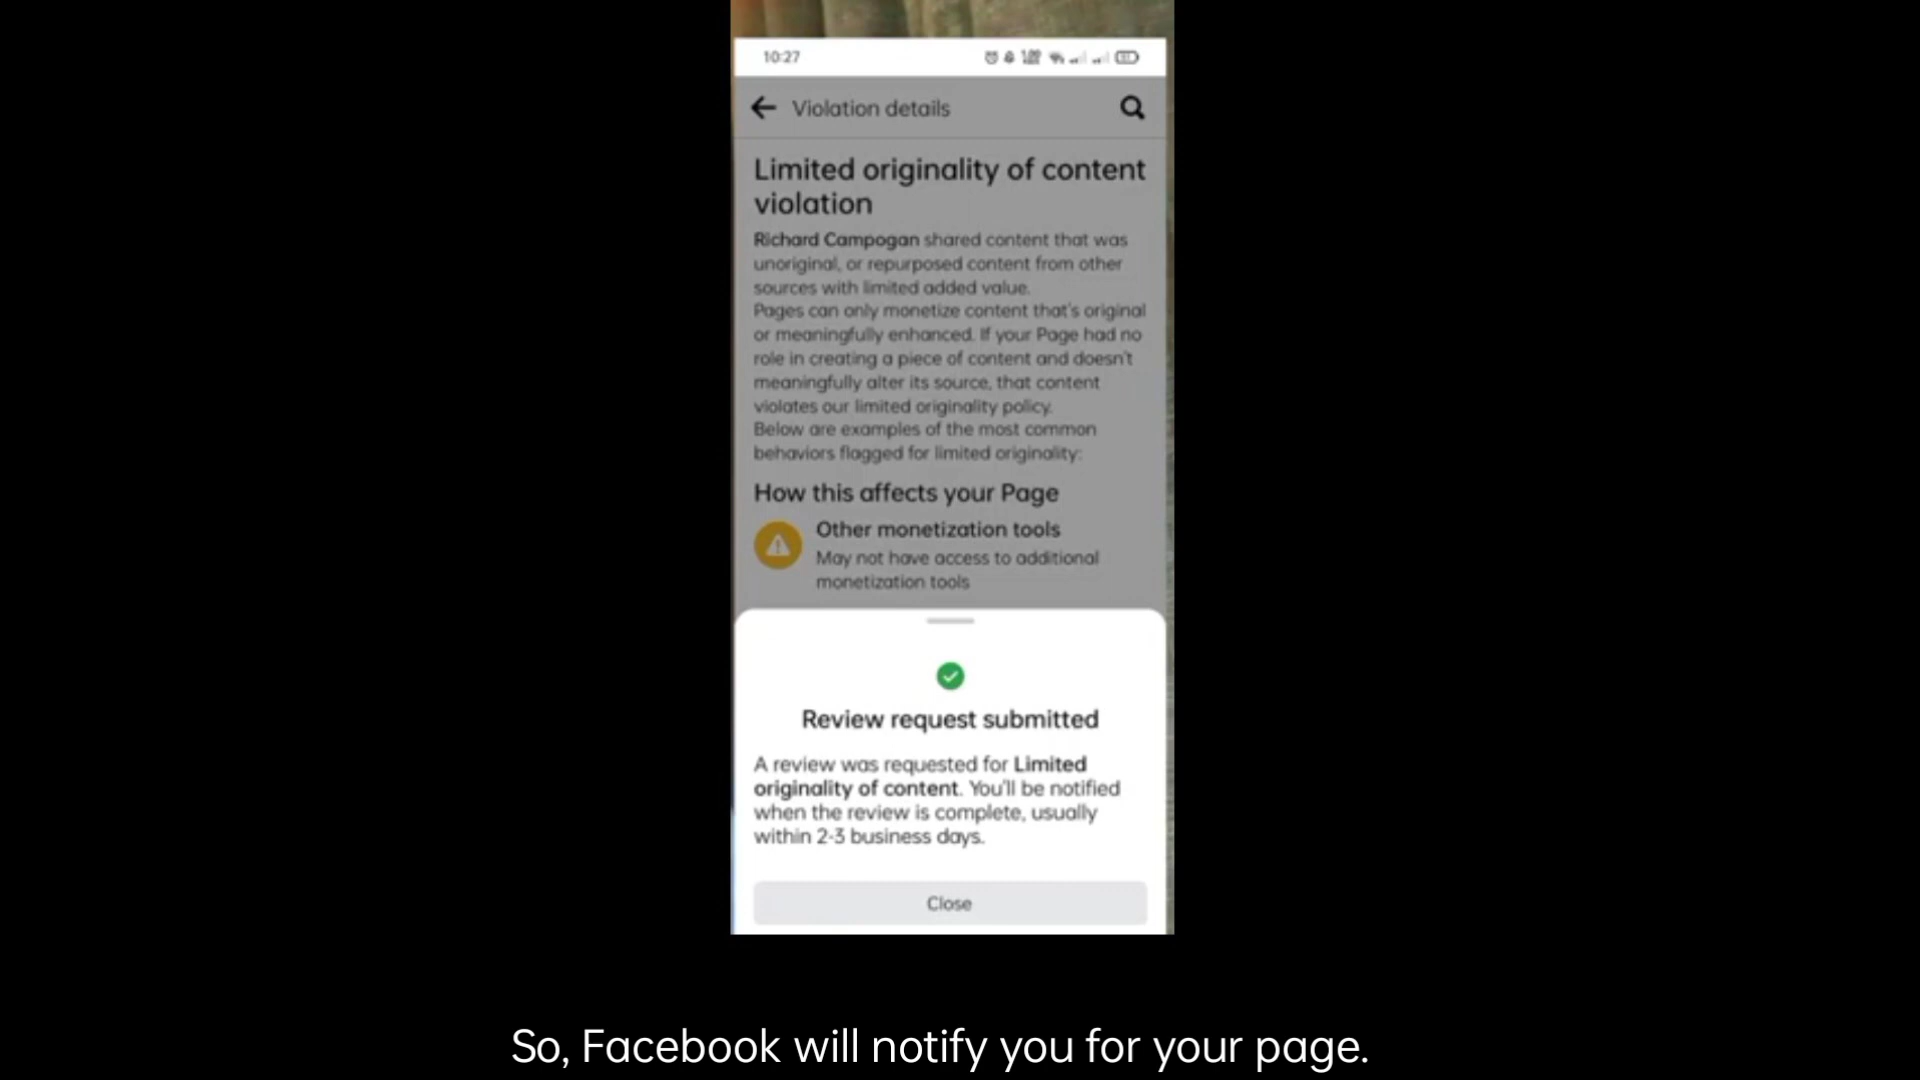 10:27
Violation details
Limited originality of content
violation
Richard Campogan shared content that was
unoriginal, or repurposed content from other
sources with limited added value.
Pages can only monetize content that's original
or meaningfully enhanced. If your Page had no
role in creating a piece of content and doesn't
meaningfully alter its source, that content
violates our limited originality policy.
Below are examples of the most common
behaviors flagged for limited originality:
How this affects your Page
Other monetization tools
May not have access to additional
monetization tools
Review request submitted
A review was requested for Limited
originality of content. You'll be notified
when the review is complete, usually
within 2-3 business days.
Close
So, Facebook will notify you for your page.